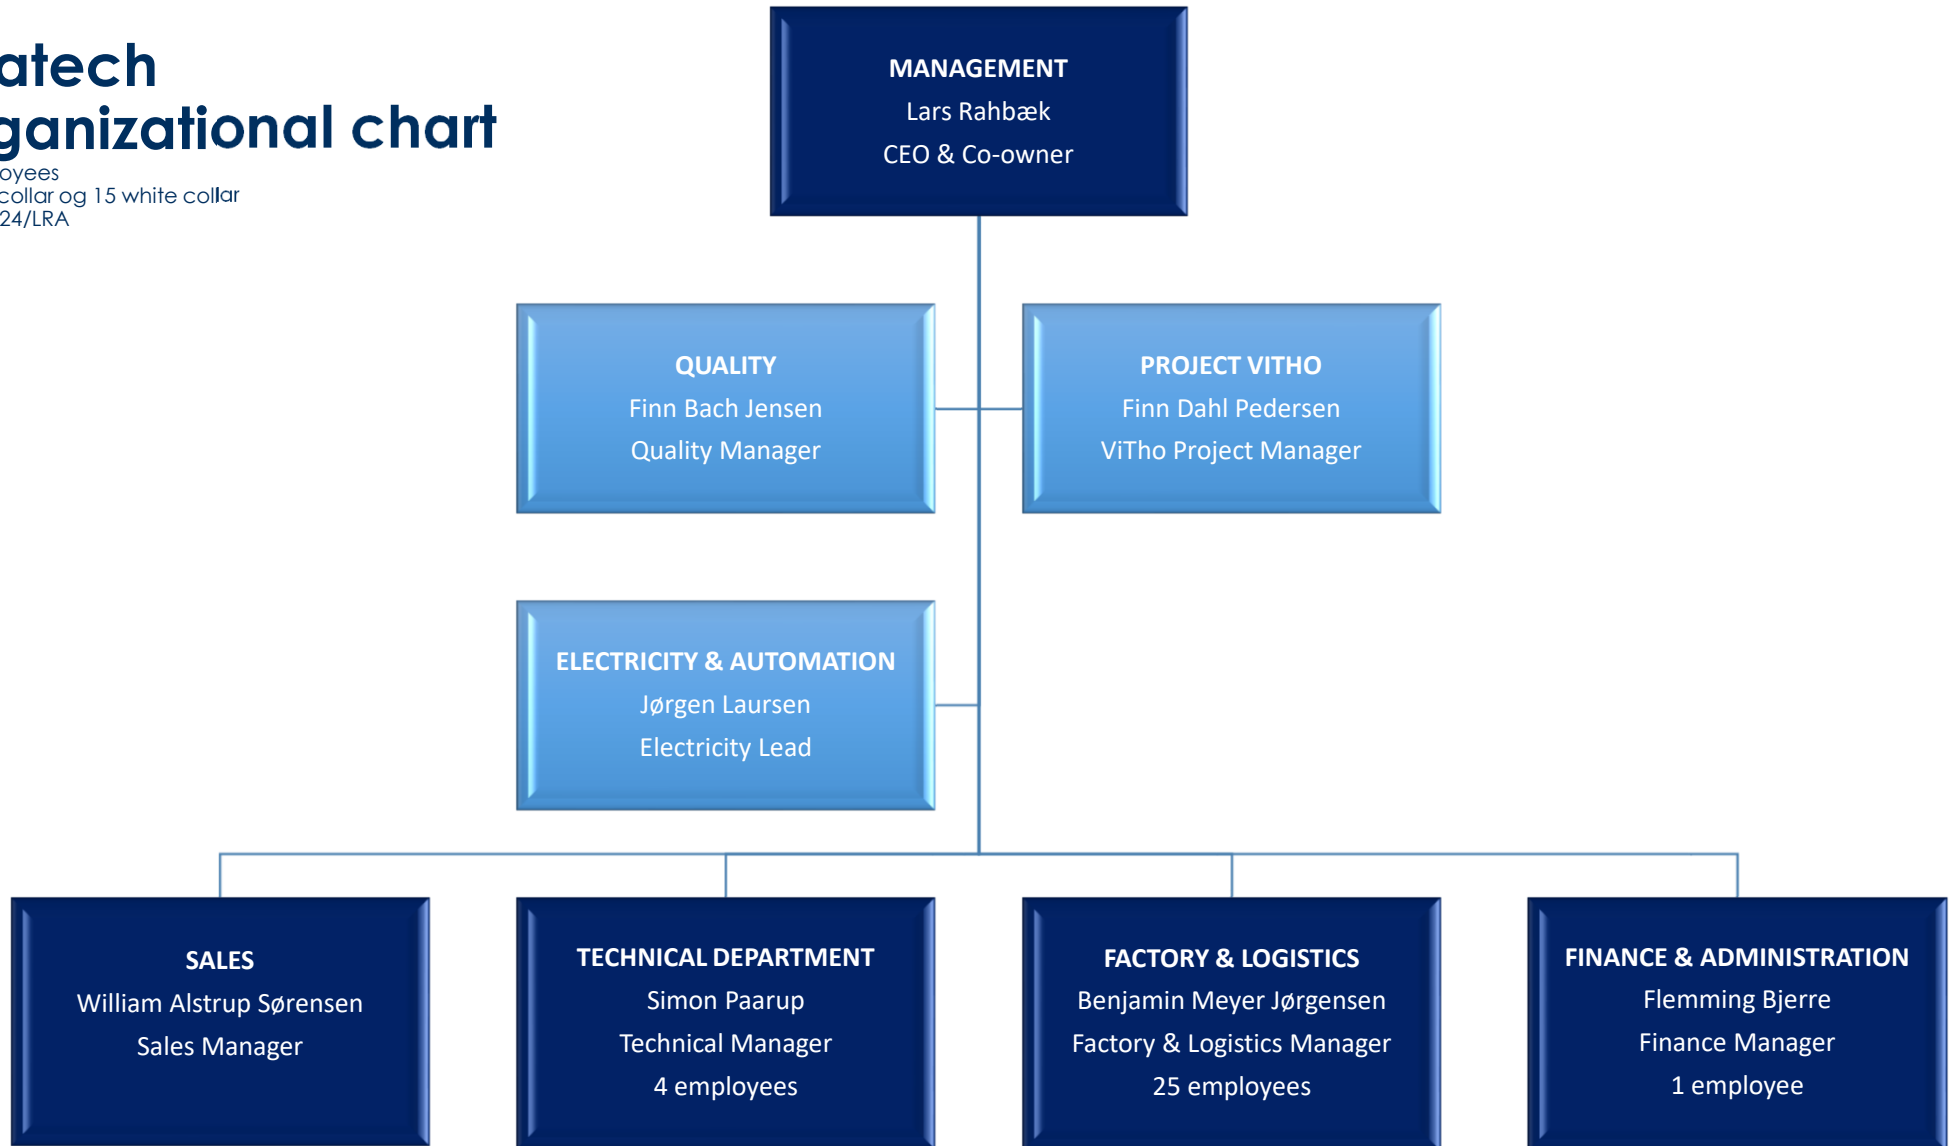 atech
ganizational chart
oyees
collar og 15 white collar
24/LRA
MANAGEMENT
Lars Rahbæk
CEO & Co-owner
QUALITY
Finn Bach Jensen
Quality Manager
PROJECT VITHO
Finn Dahl Pedersen
ViTho Project Manager
ELECTRICITY & AUTOMATION
Jørgen Laursen
Electricity Lead
SALES
William Alstrup Sørensen
Sales Manager
TECHNICAL DEPARTMENT
Simon Paarup
Technical Manager
4 employees
FACTORY & LOGISTICS
Benjamin Meyer Jørgensen
Factory & Logistics Manager
25 employees
FINANCE & ADMINISTRATION
Flemming Bjerre
Finance Manager
1 employee